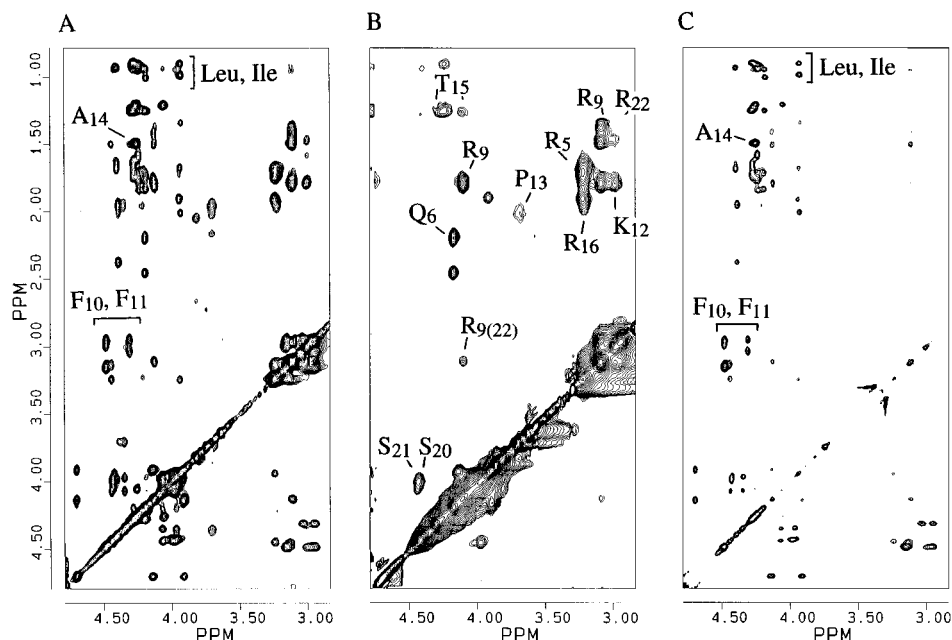 A
B
C
1.00
1.50
2.00
2.50
3.00
3.50
4.00
4.50
PPM
Leu, Ile
A14
F10, F11
T15
R9
R22
R9
R5
P13
Q6
R16
K12
R9(22)
S21 S20
Leu, Ile
A14
F10, F11
4.50 4.00 3.50 3.00
PPM
4.50 4.00 3.50 3.00
PPM
4.50 4.00 3.50 3.00
PPM